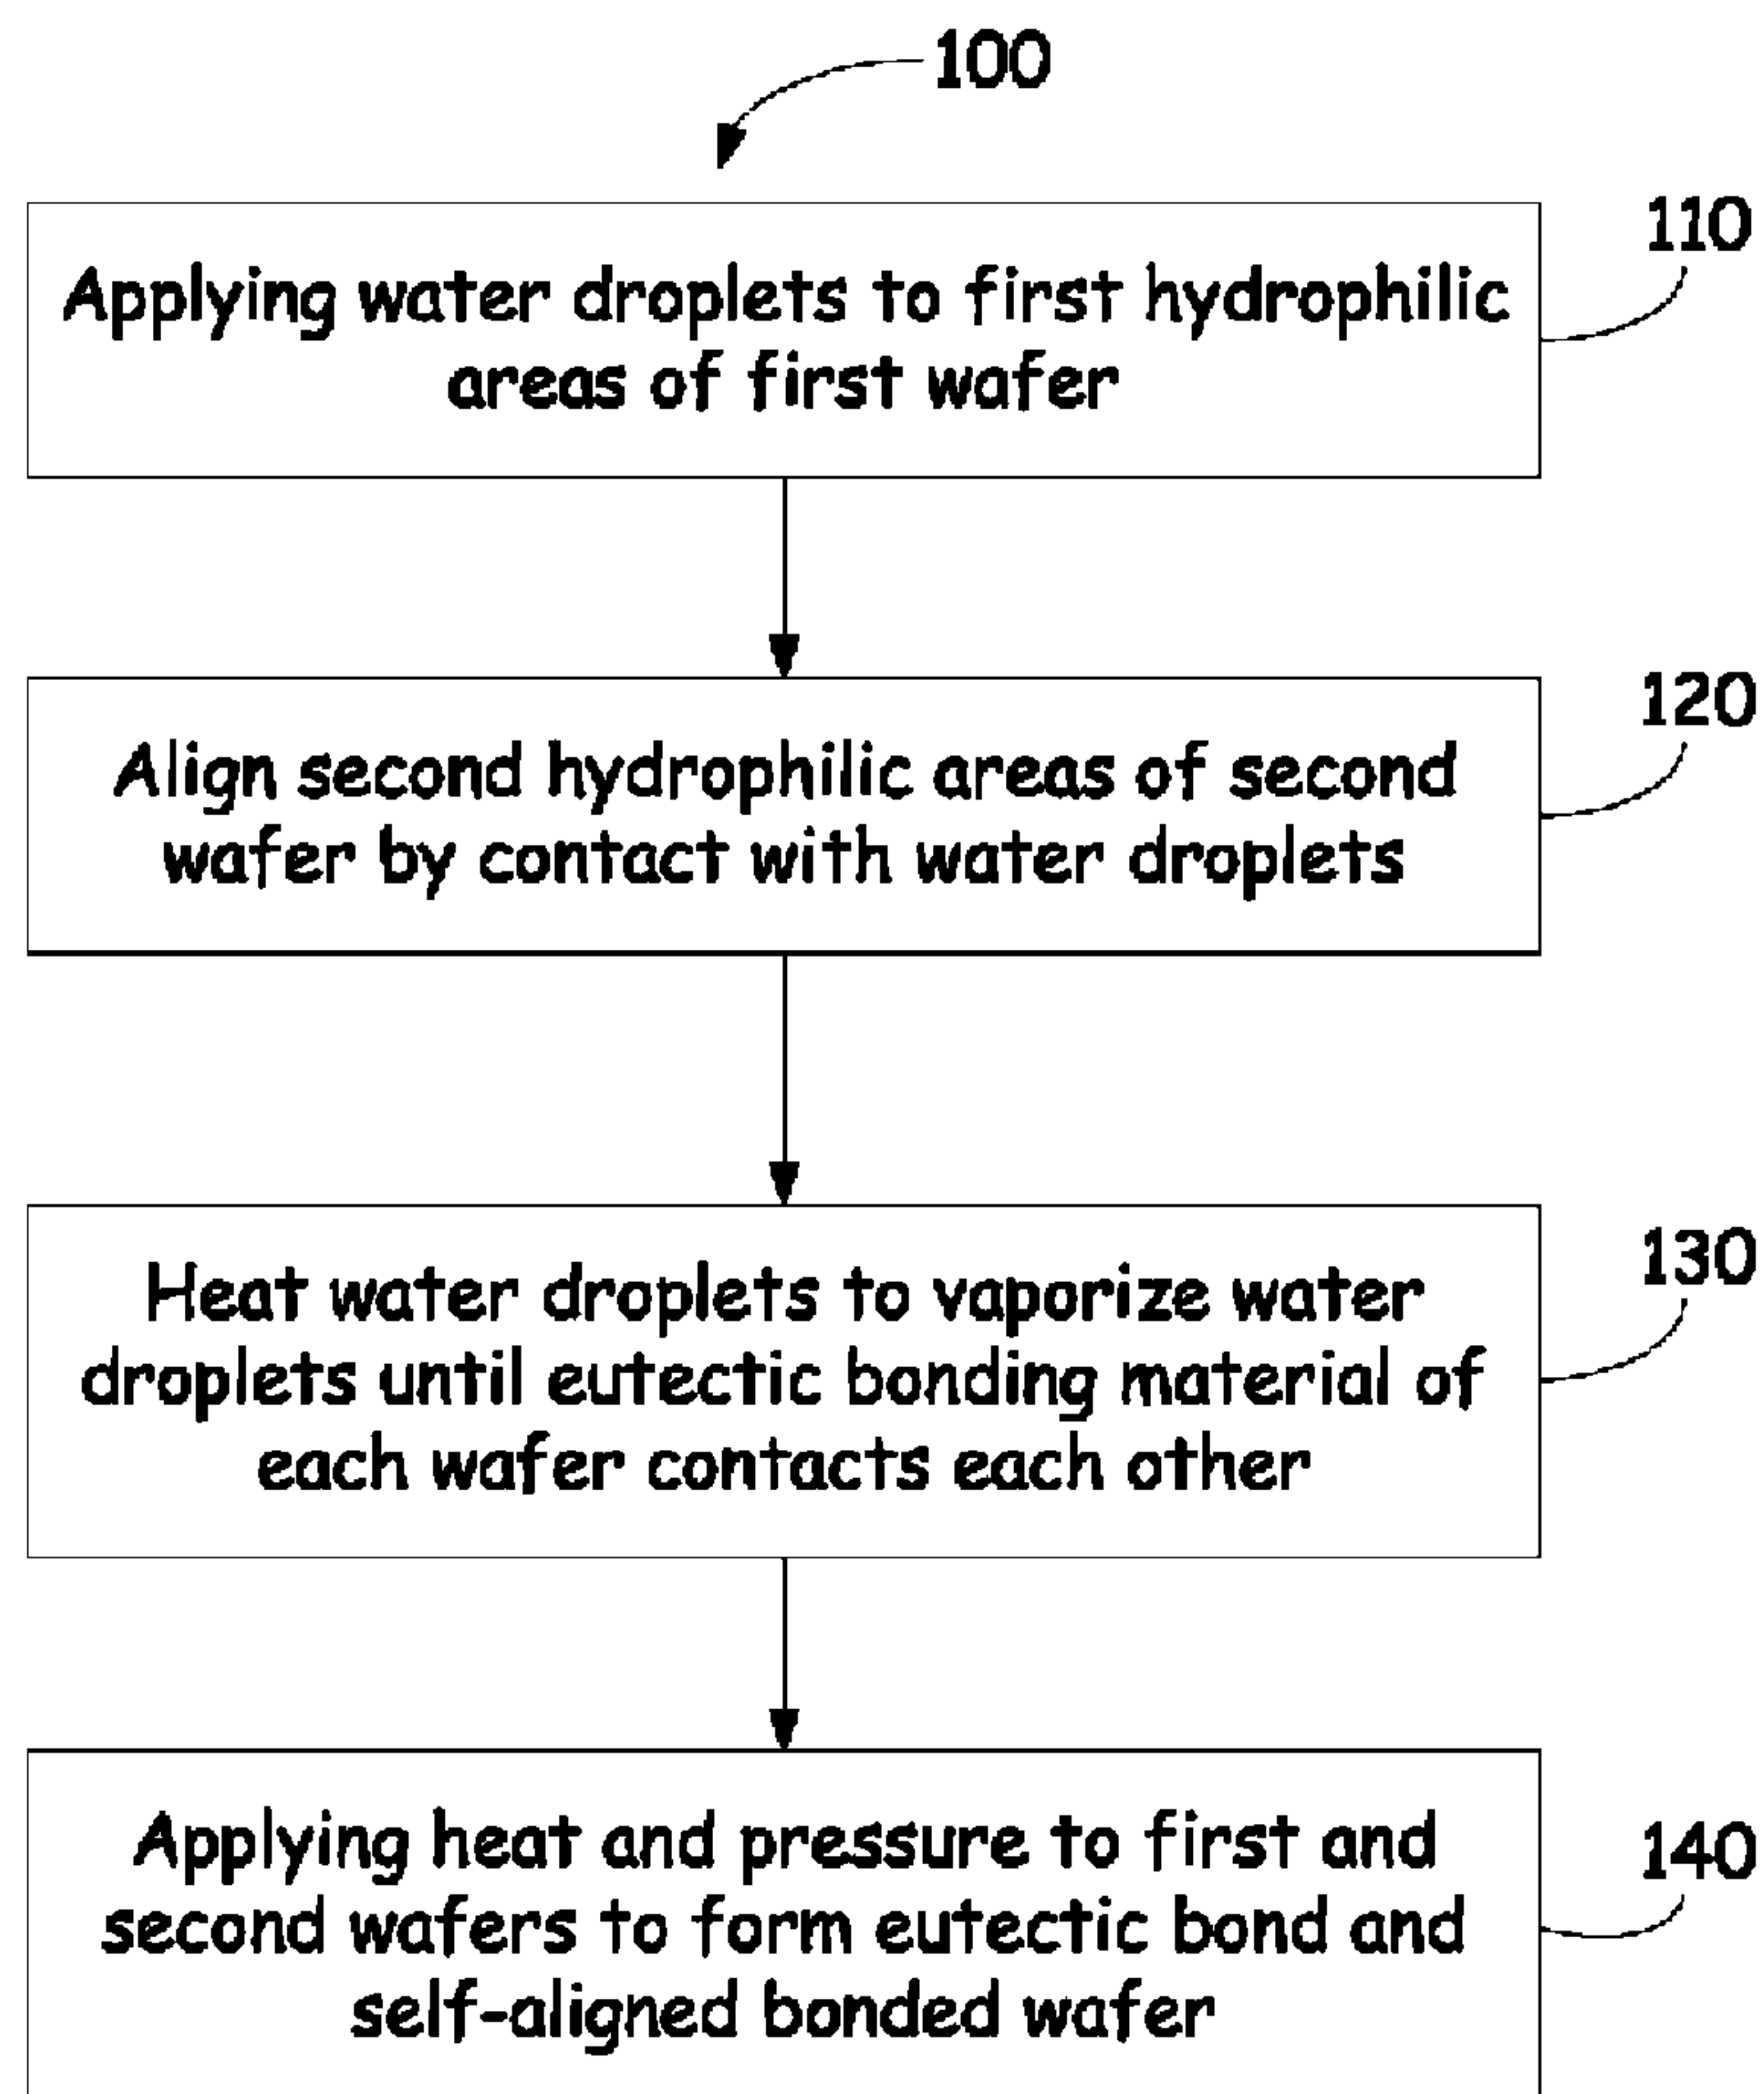 100
110
Applying water droplets to first hydrophilic
areas of first wafer
120
Align second hydrophilic areas of second
wafer by contact with water droplets
130
Heat water droplets to vaporize water
droplets until eutectic bonding material of
each wafer contacts each other
140
Applying heat and pressure to first and
second wafers to form eutectic bond and
self-aligned bonded wafer